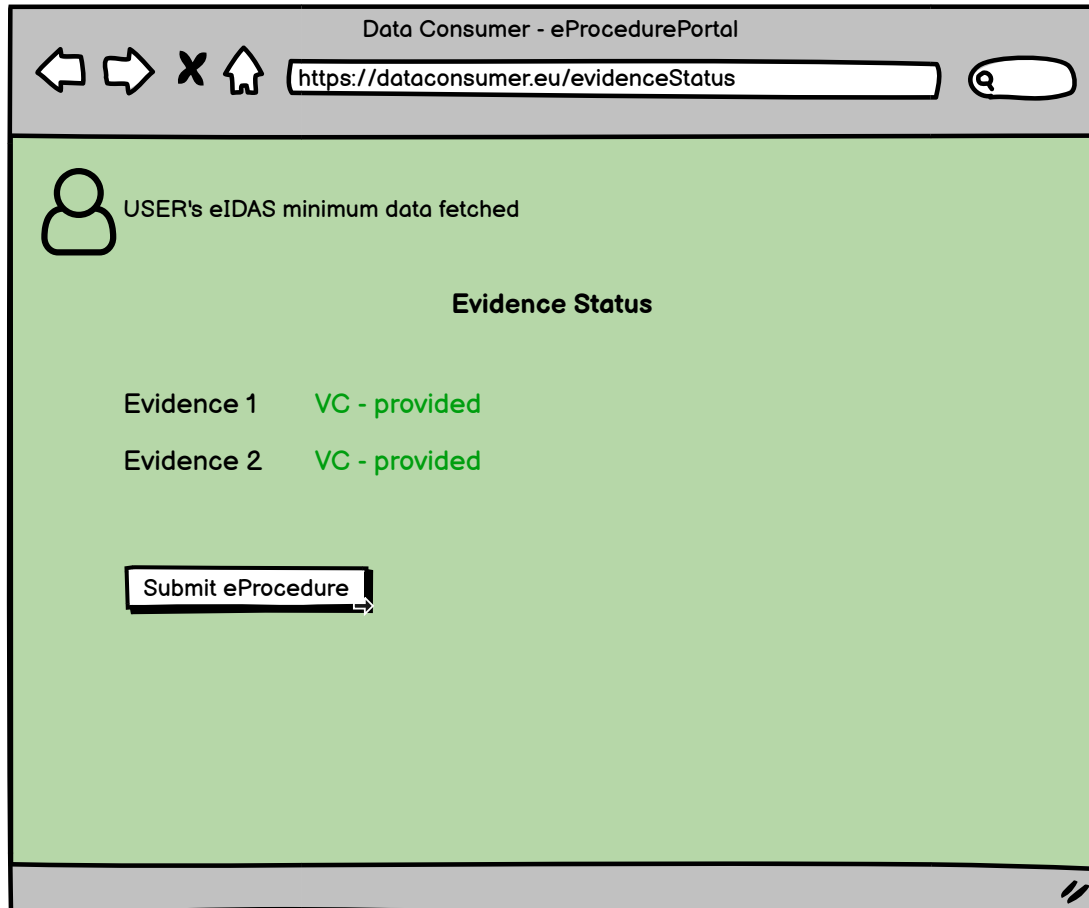 Data Consumer - eProcedurePortal
https://dataconsumer.eu/evidenceStatus
USER's eIDAS minimum data fetched
Evidence Status
Evidence 1 VC - provided
Evidence 2 VC - provided
Submit eProcedure